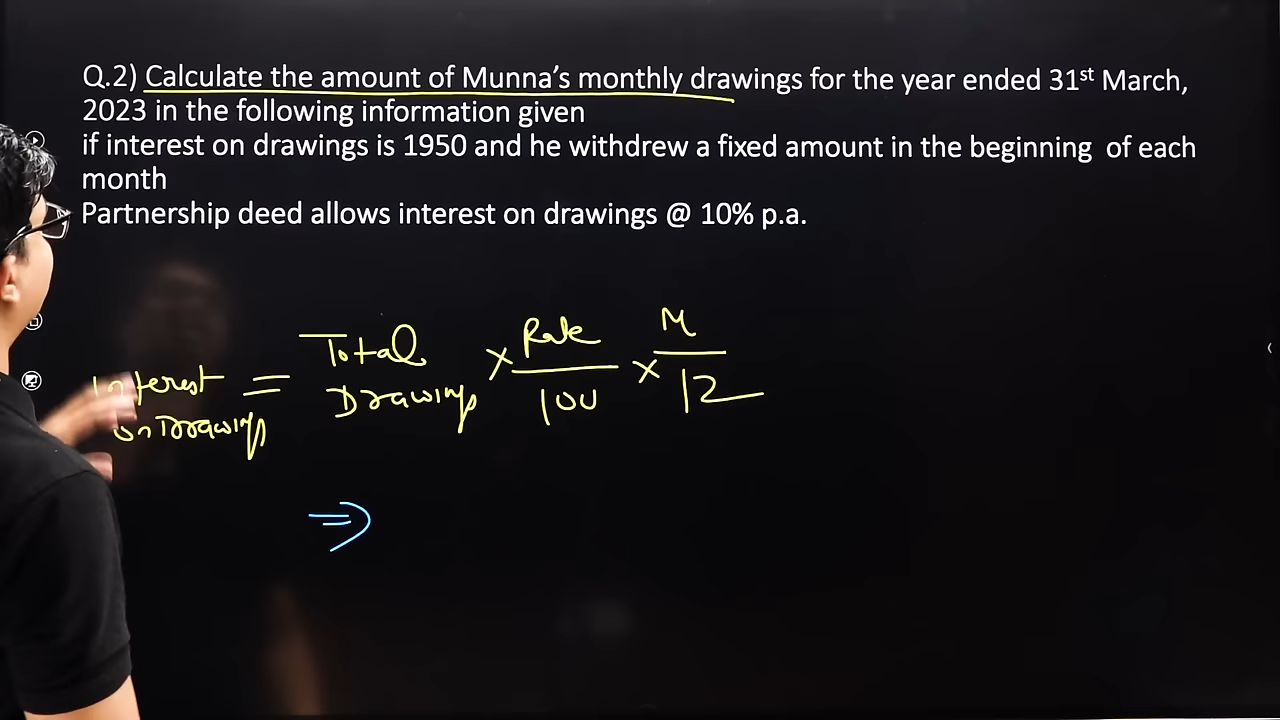 Q.2) Calculate the amount of Munna's monthly drawings for the year ended 31st March,
2023 in the following information given
if interest on drawings is 1950 and he withdrew a fixed amount in the beginning of each
month
Partnership deed allows interest on drawings @ 10% p.a.
Interest on Drawings = Total Drawings × Rate/100 × M/12
⇒